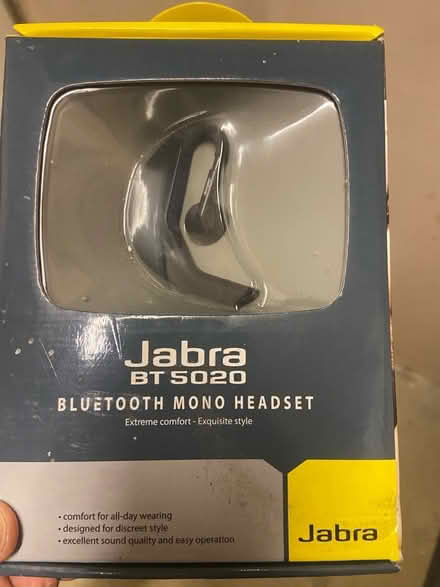 Jabra
BT 5020
BLUETOOTH MONO HEADSET
Extreme comfort - Exquisite style
• comfort for all-day wearing
• designed for discreet style
• excellent sound quality and easy operation
Jabra